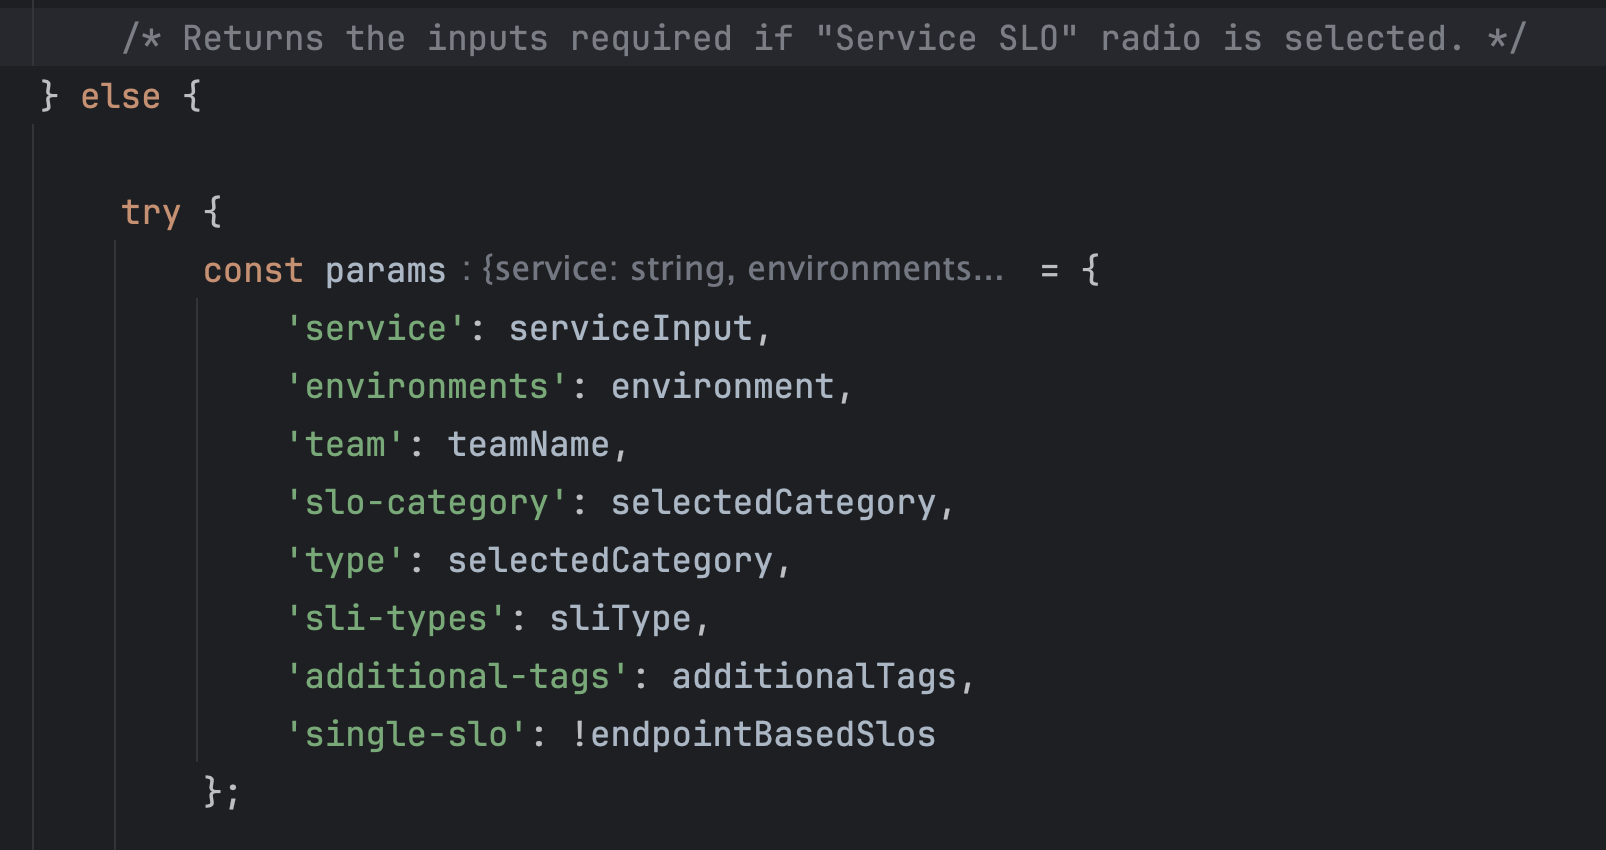 /* Returns the inputs required if "Service SLO" radio is selected. */
} else {
try {
const params : {service: string, environments... = {
'service': serviceInput,
'environments': environment,
'team': teamName,
'slo-category': selectedCategory,
'type': selectedCategory,
'sli-types': sliType,
'additional-tags': additionalTags,
'single-slo': !endpointBasedSlos
};